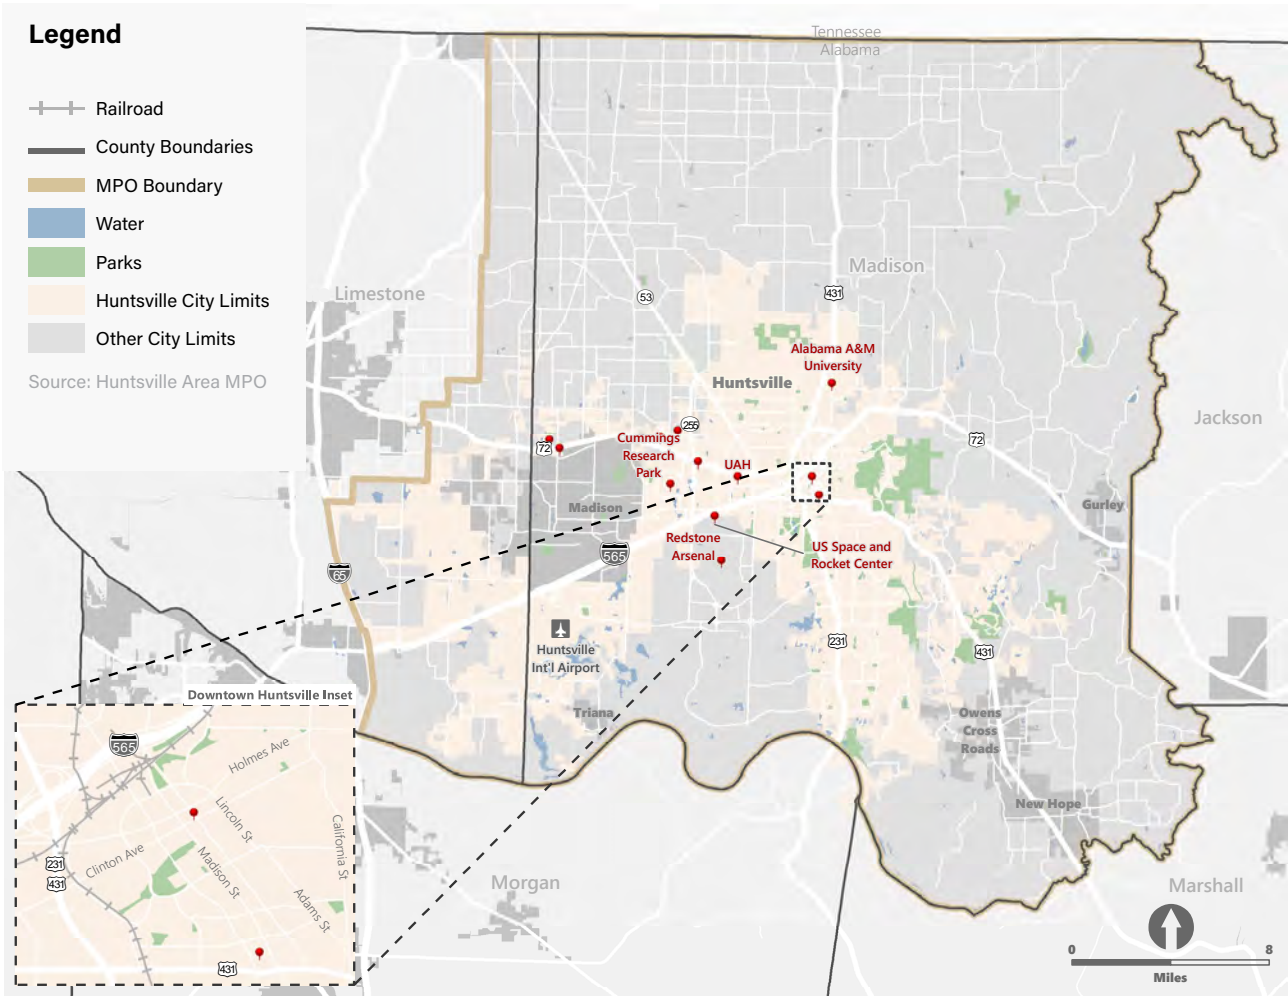 Legend
Railroad
County Boundaries
MPO Boundary
Water
Parks
Huntsville City Limits
Other City Limits
Source: Huntsville Area MPO
Tennessee
Alabama
Limestone
Madison
53
431
Alabama A&M
University
Huntsville
Jackson
255
Cummings
Research
Park
72
72
UAH
Madison
Gurley
Redstone
Arsenal
565
US Space and
Rocket Center
65
Huntsville
Int'l Airport
231
431
Triana
Owens
Cross
Roads
New Hope
Downtown Huntsville Inset
565
Holmes Ave
Lincoln St
California St
Clinton Ave
Madison St
231
431
Adams St
431
Morgan
Marshall
0
8
Miles